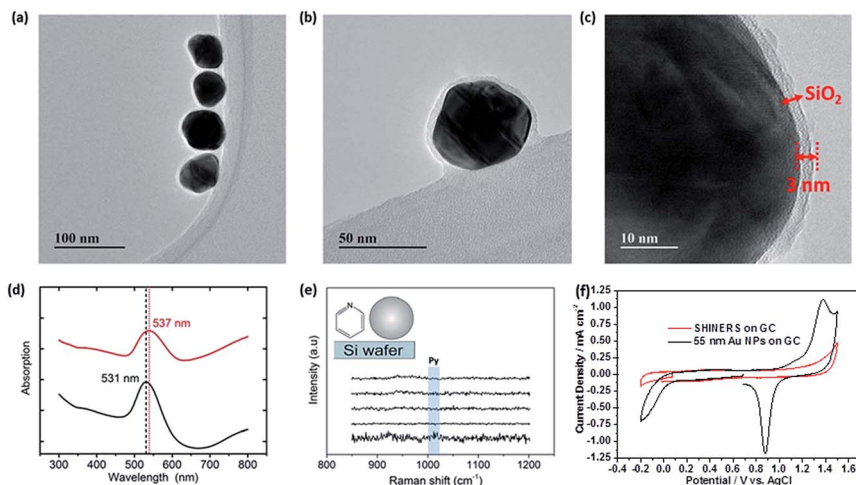 (a)
100 nm
(b)
50 nm
(c)
SiO₂
3 nm
10 nm
(d)
Absorption
537 nm
531 nm
300 400 500 600 700 800
Wavelength (nm)
(e)
Intensity (a.u)
N
Si wafer
Py
800 900 1000 1100 1200
Raman shift (cm⁻¹)
(f)
Current Density / mA cm⁻²
1.25
1.00
0.75
0.50
0.25
0.00
-0.25
-0.50
-0.75
-1.00
-1.25
SHINERS on GC
55 nm Au NPs on GC
-0.4 -0.2 0.0 0.2 0.4 0.6 0.8 1.0 1.2 1.4 1.6
Potential / V vs. AgCl